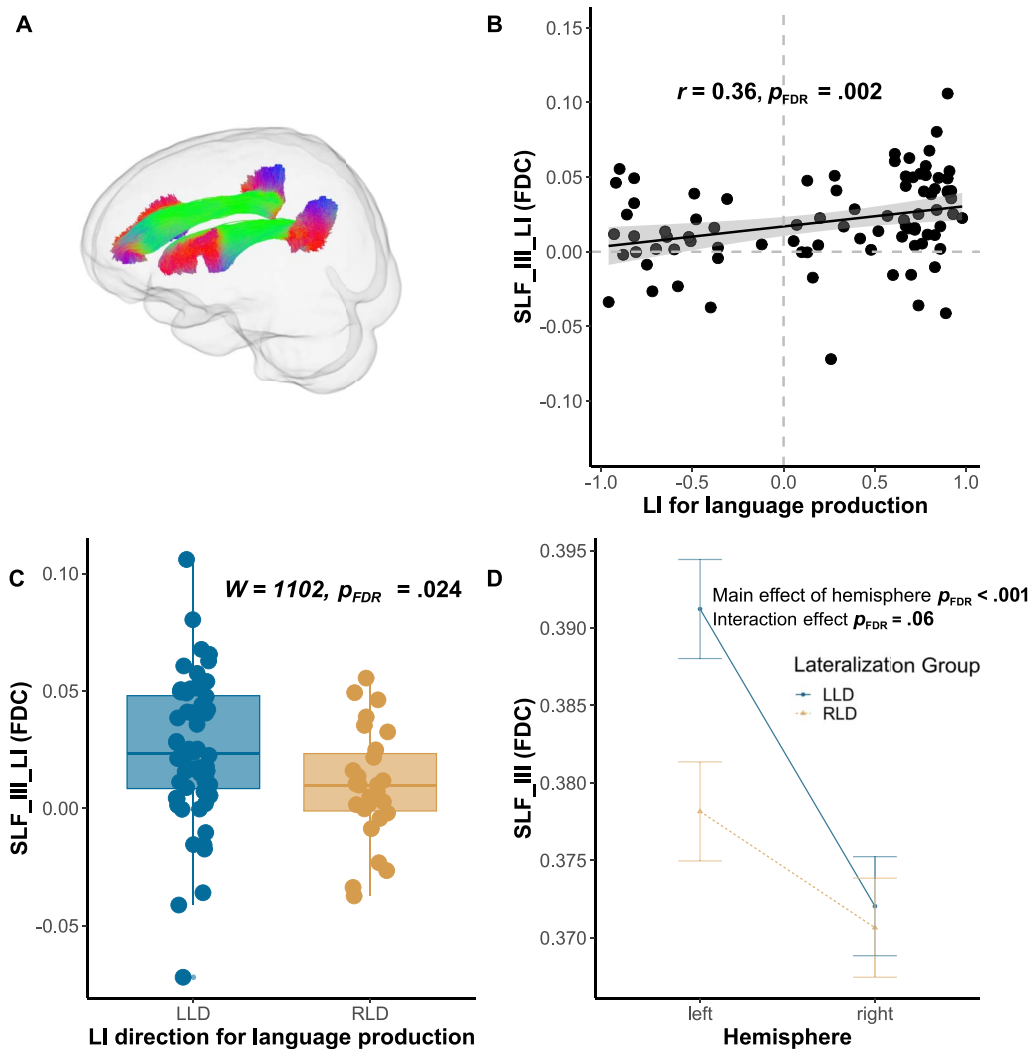 A
B
0.15
0.10
0.05
0.00
-0.05
-0.10
SLF_III_LI (FDC)
r = 0.36, pFDR = .002
-1.0 -0.5 0.0 0.5 1.0
LI for language production
C
0.10
0.05
0.00
-0.05
SLF_III_LI (FDC)
W = 1102, pFDR = .024
LLD RLD
LI direction for language production
D
0.395
0.390
0.385
0.380
0.375
0.370
SLF_III (FDC)
Main effect of hemisphere pFDR < .001
Interaction effect pFDR = .06
Lateralization Group
LLD
RLD
left right
Hemisphere